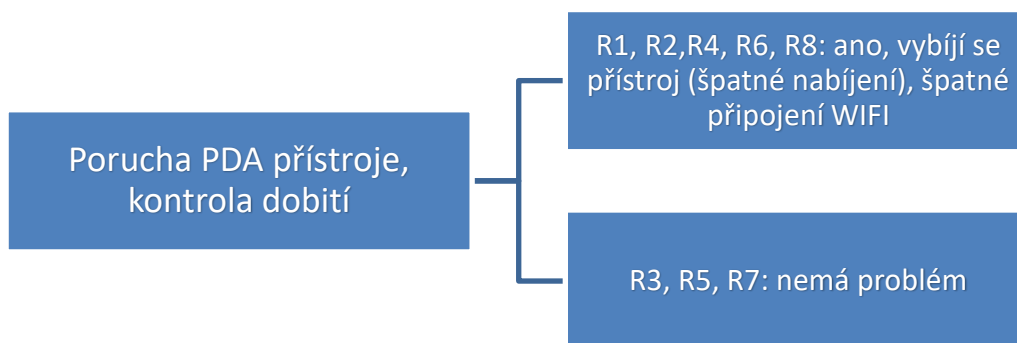 Porucha PDA přístroje,
kontrola dobití
R1, R2,R4, R6, R8: ano, vybíjí se
přístroj (špatné nabíjení), špatné
připojení WIFI
R3, R5, R7: nemá problém